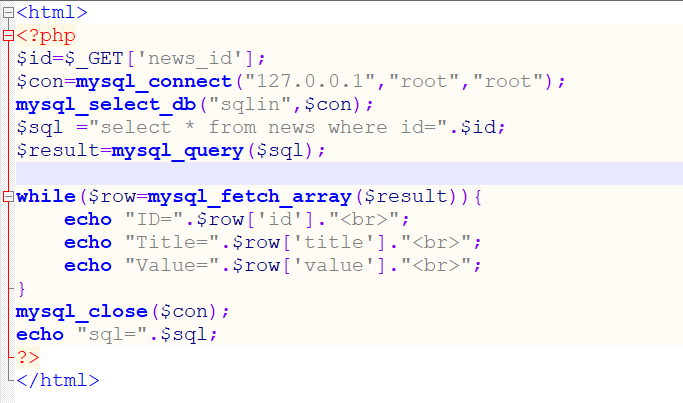 <html>
<?php
$id=$_GET['news_id'];
$con=mysql_connect("127.0.0.1","root","root");
mysql_select_db("sqlin",$con);
$sql ="select * from news where id=".$id;
$result=mysql_query($sql);
while($row=mysql_fetch_array($result)){
    echo "ID=".$row['id']."<br>";
    echo "Title=".$row['title']."<br>";
    echo "Value=".$row['value']."<br>";
}
mysql_close($con);
echo "sql=".$sql;
?>
</html>